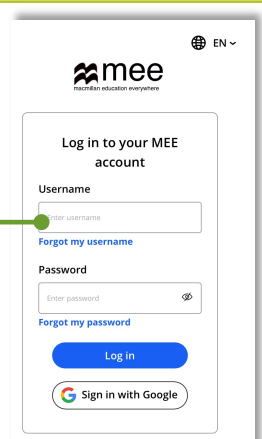 EN
mee
macmillan education everywhere
Log in to your MEE
account
Username
Enter username
Forgot my username
Password
Enter password
Forgot my password
Log in
Sign in with Google